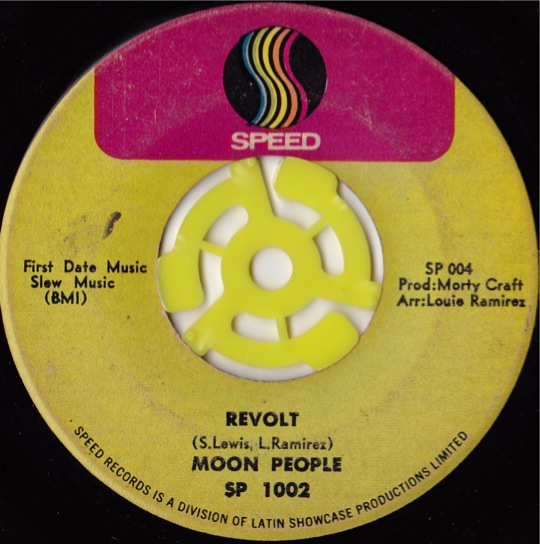 SPEED
First Date Music
Slew Music
(BMI)
SP 004
Prod:Morty Craft
Arr:Louie Ramirez
REVOLT
(S.Lewis, L.Ramirez)
MOON PEOPLE
SP 1002
SPEED RECORDS IS A DIVISION OF LATIN SHOWCASE PRODUCTIONS LIMITED